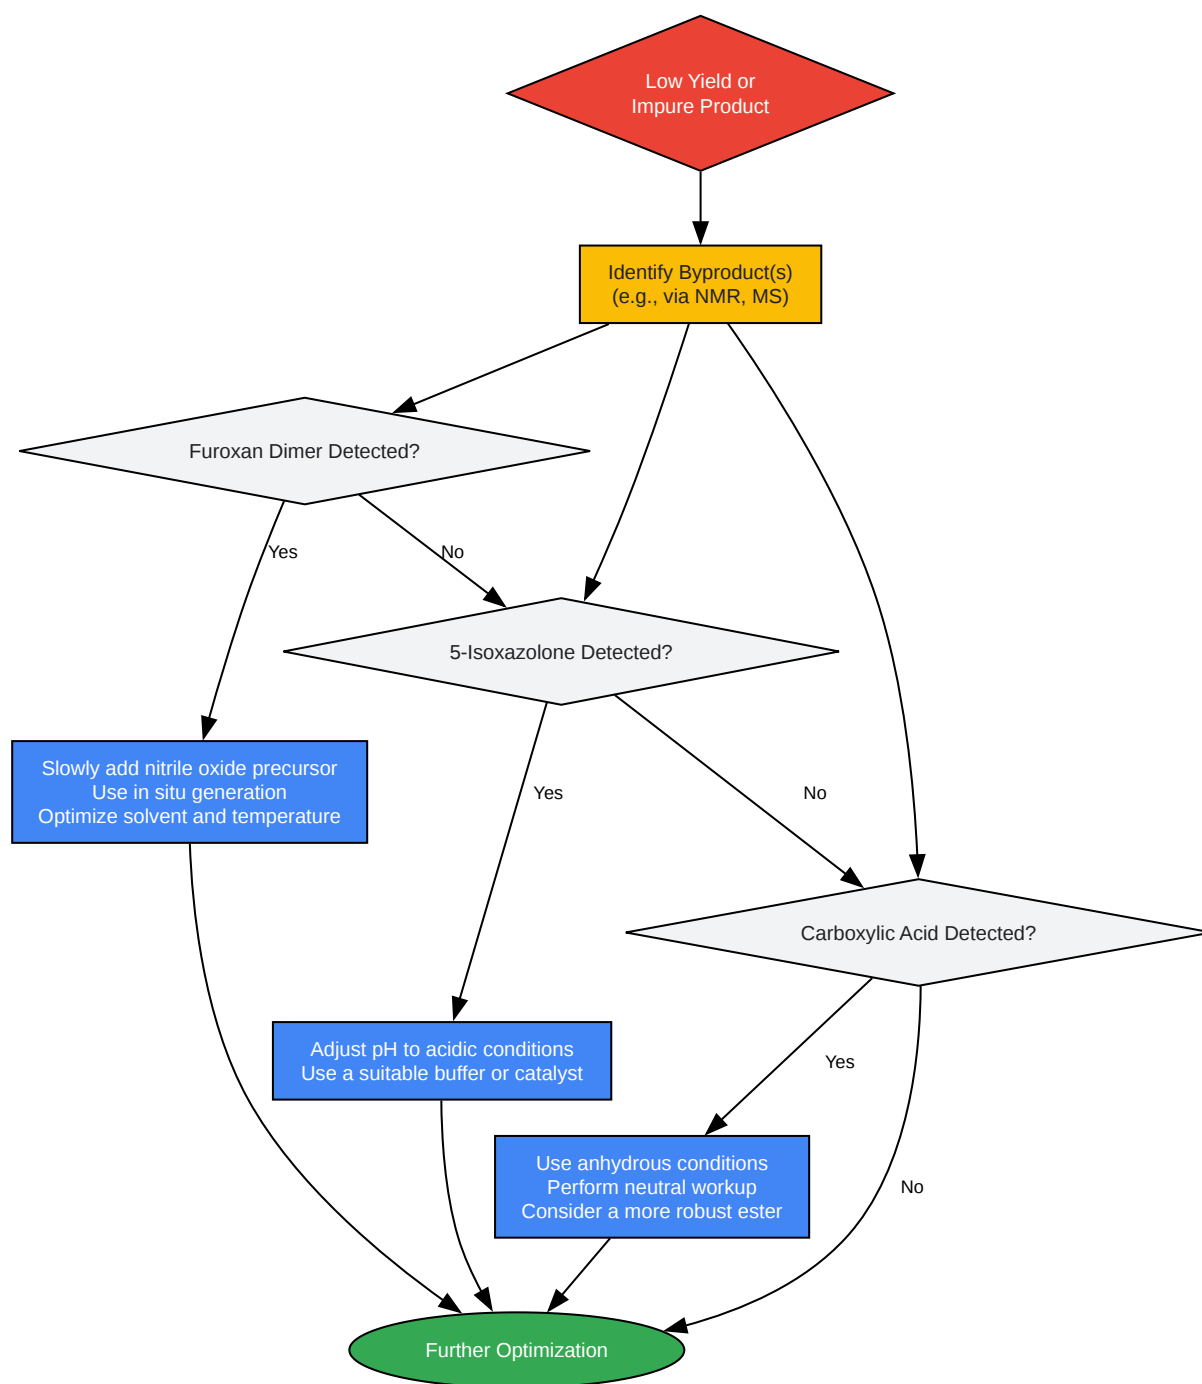 Low Yield or
Impure Product
Identify Byproduct(s)
(e.g., via NMR, MS)
Furoxan Dimer Detected?
Yes
No
5-Isoxazolone Detected?
Slowly add nitrile oxide precursor
Use in situ generation
Optimize solvent and temperature
Yes
No
Carboxylic Acid Detected?
Adjust pH to acidic conditions
Use a suitable buffer or catalyst
Yes
Use anhydrous conditions
Perform neutral workup
Consider a more robust ester
No
Further Optimization